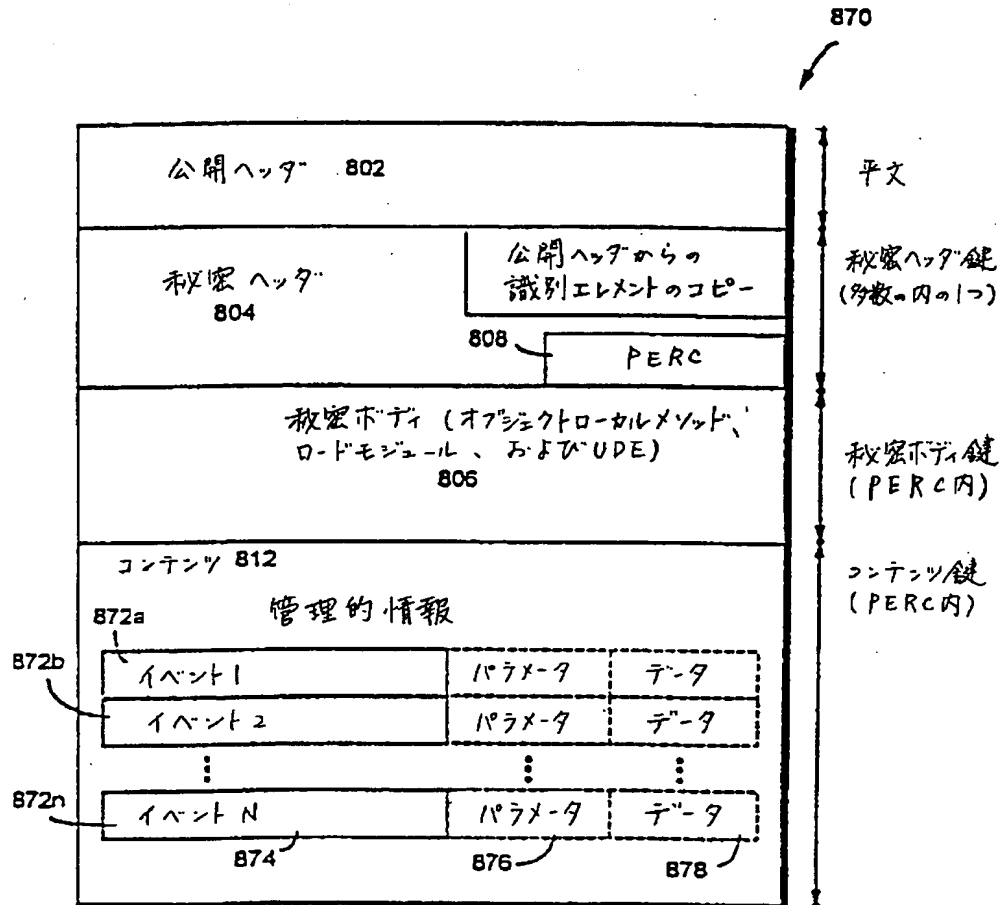 870
公開ヘッダ 802
平文
秘密ヘッダ
804
公開ヘッダからの
識別エレメントのコピー
808
PERC
秘密ヘッダ鍵
(多数の内の1つ)
秘密ボディ (オブジェクトローカルメソッド、
ロードモジュール、およびUDE)
806
秘密ボディ鍵
(PERC内)
コンテンツ 812
管理的情報
コンテンツ鍵
(PERC内)
872a
872b
イベント1 パラメータ データ
イベント2 パラメータ データ
872n
イベントN パラメータ データ
874 876 878